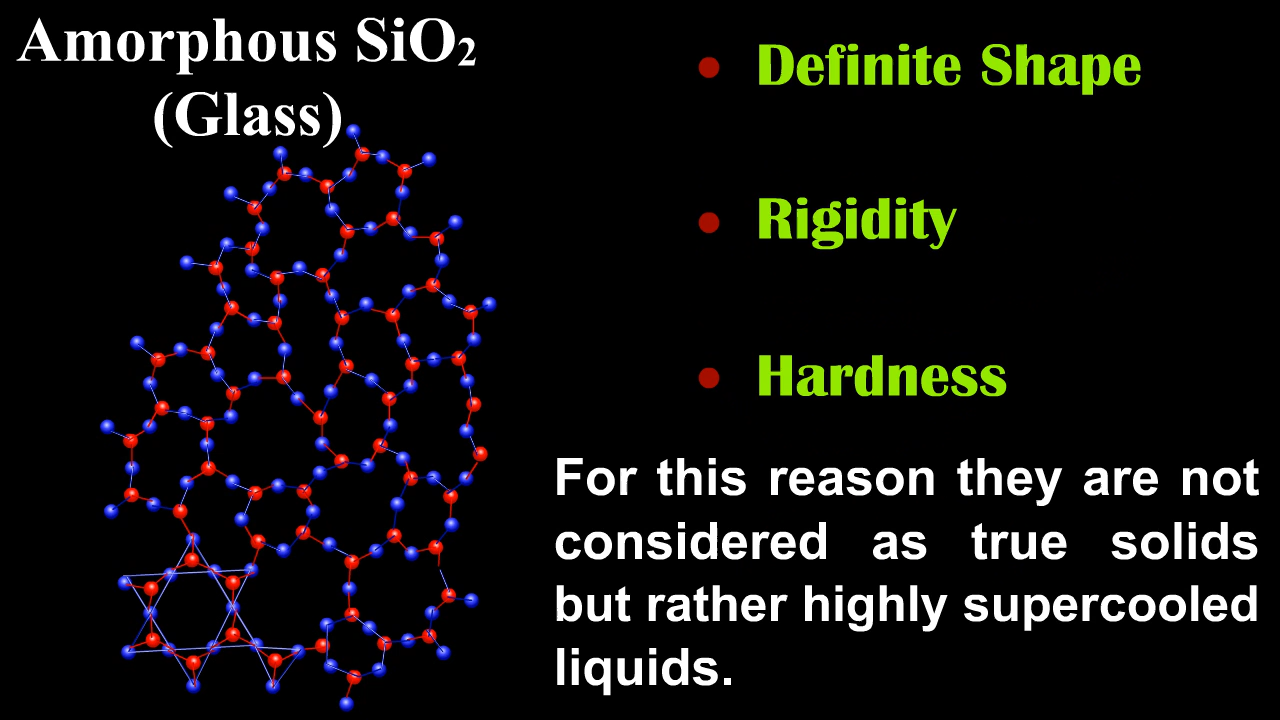 Amorphous SiO₂
(Glass)
• Definite Shape
• Rigidity
• Hardness
For this reason they are not
considered as true solids
but rather highly supercooled
liquids.